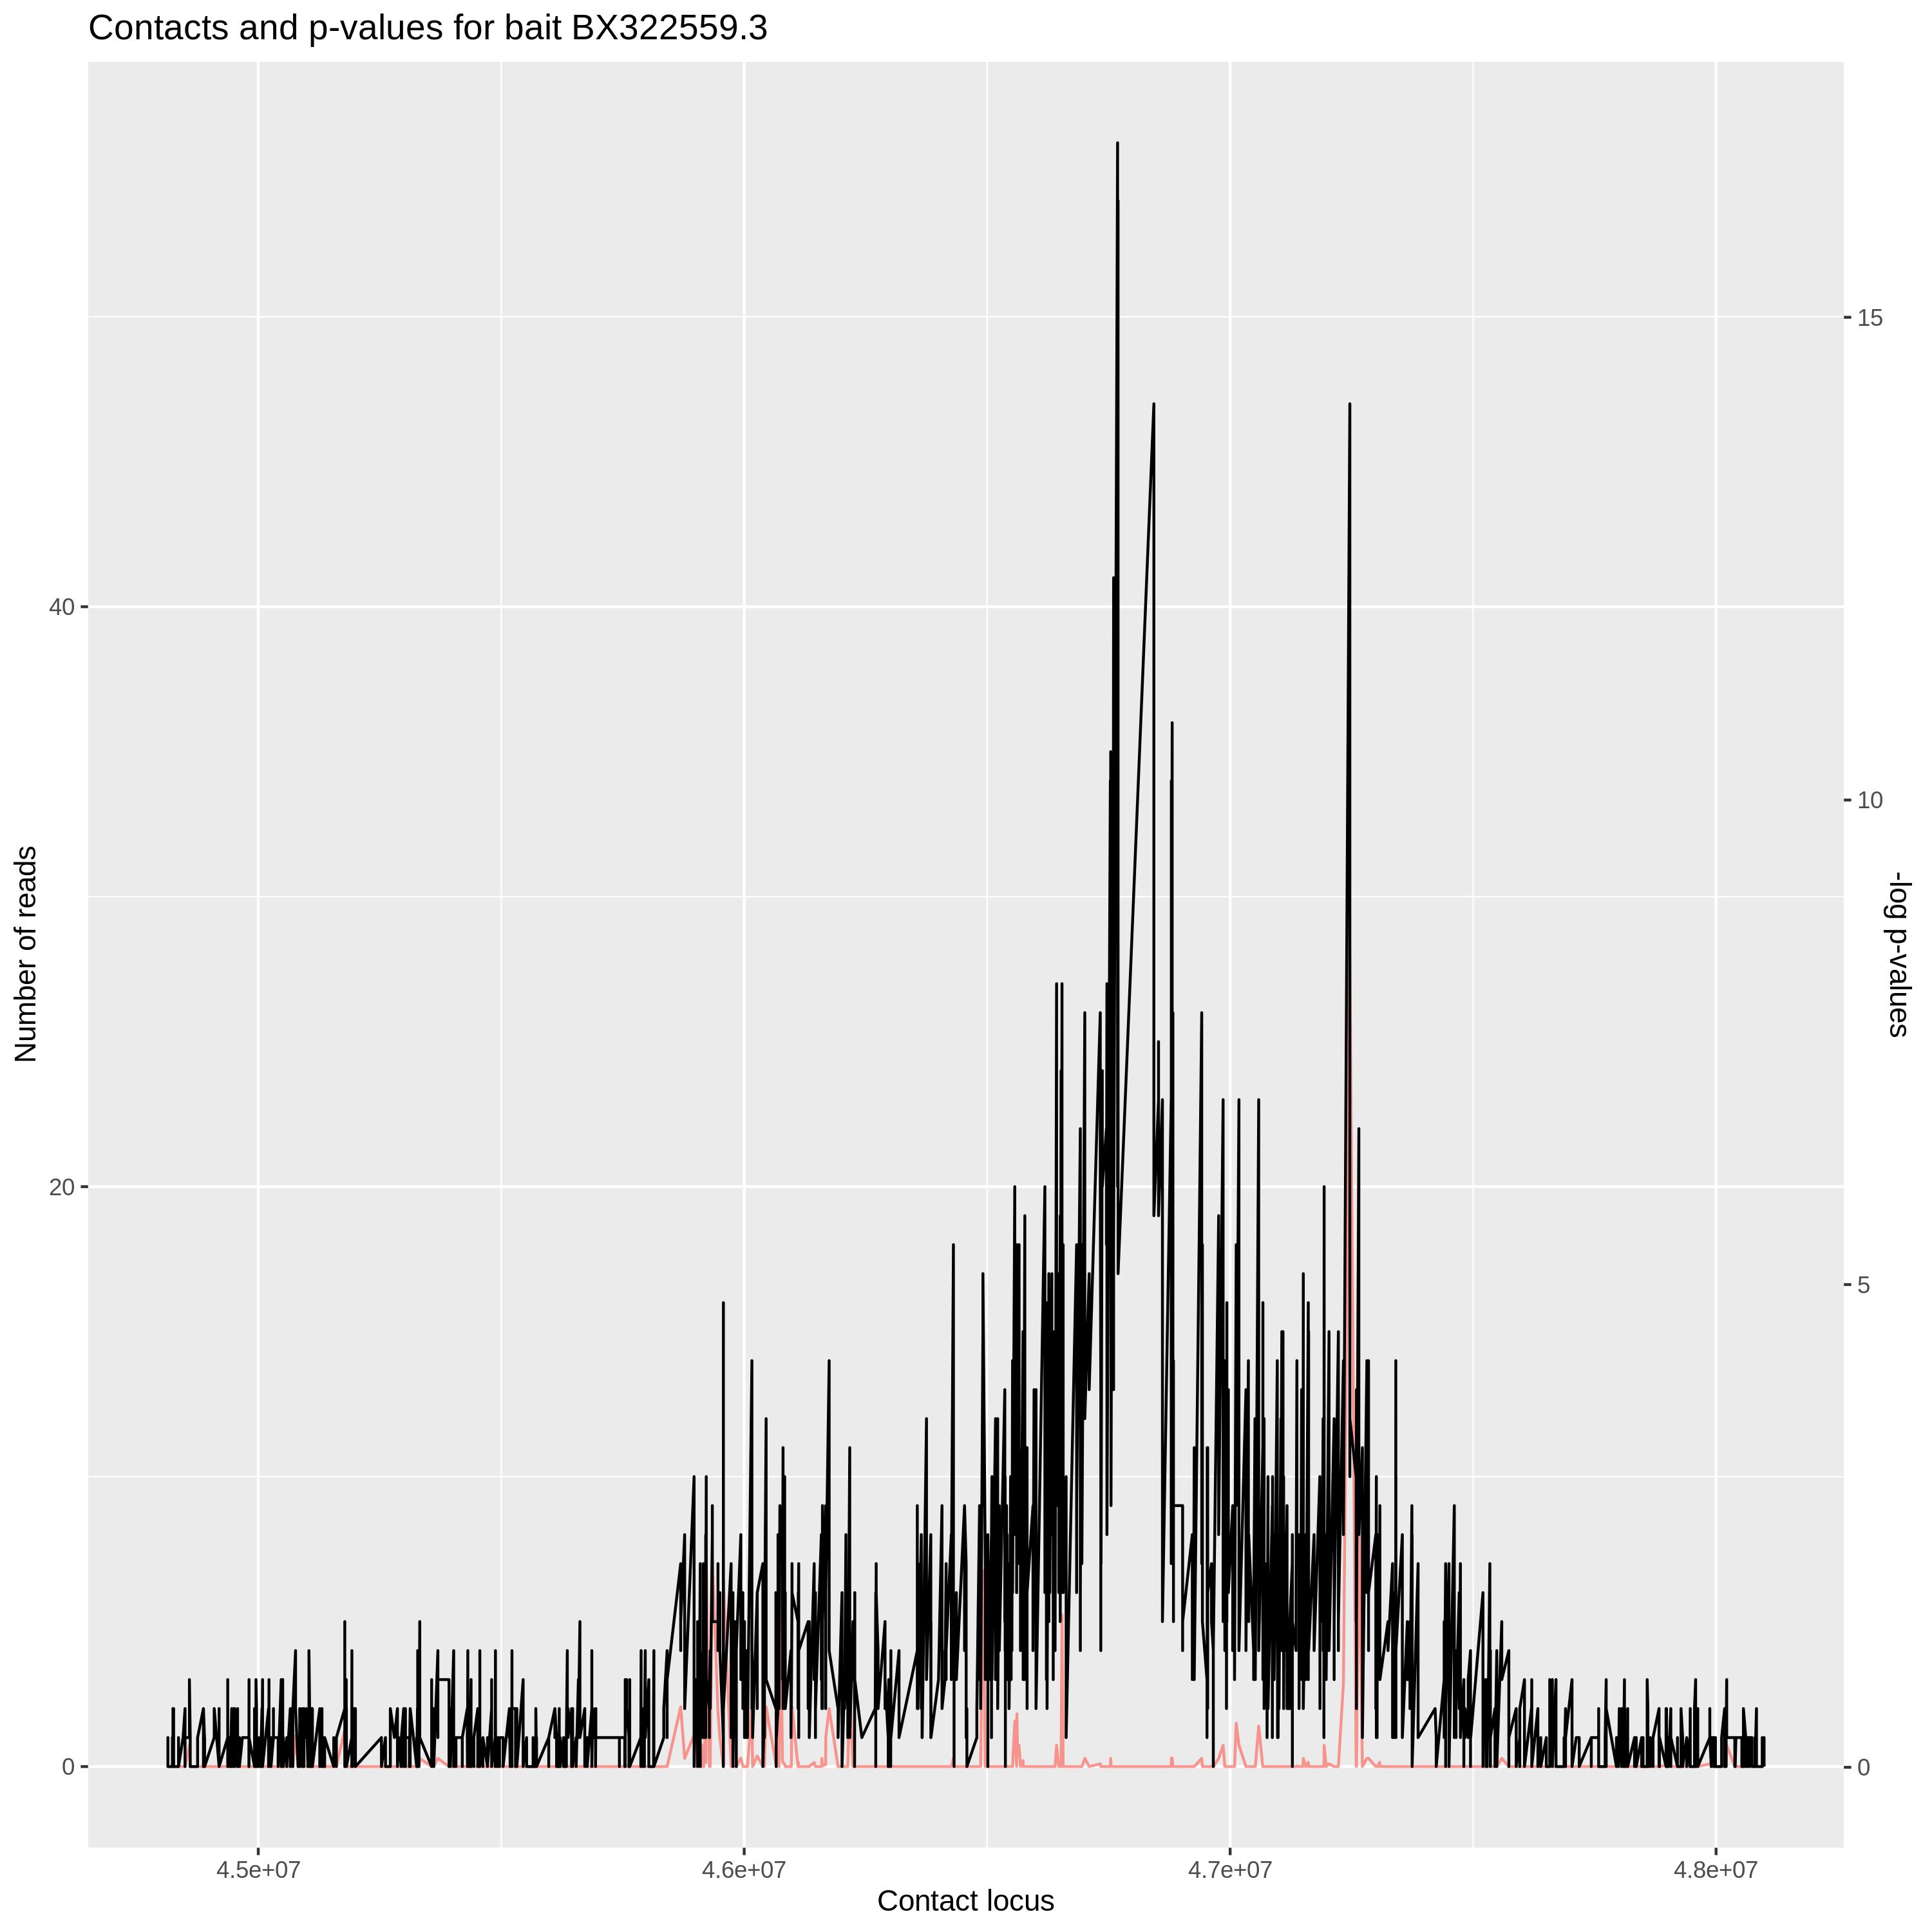 Contacts and p-values for bait BX322559.3
15
40
10
Number of reads
-log p-values
20
5
0
0
4.5e+07
4.6e+07
4.7e+07
4.8e+07
Contact locus